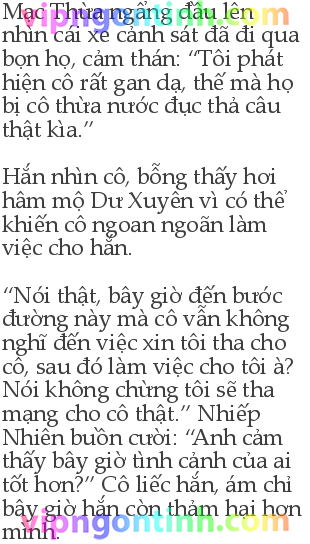 Mạc Thừa ngẩng đầu lên
vipngontinh.com
nhìn cái xe cảnh sát đã đi qua
bọn họ, cảm thán: “Tôi phát
hiện cô rất gan dạ, thế mà họ
bị cô thừa nước đục thả câu
thật kìa.”
Hắn nhìn cô, bỗng thấy hơi
hâm mộ Dư Xuyên vì có thể
khiến cô ngoan ngoãn làm
việc cho hắn.
“Nói thật, bây giờ đến bước
đường này mà cô vẫn không
nghĩ đến việc xin tôi tha cho
cô, sau đó làm việc cho tôi à?
Nói không chừng tôi sẽ tha
mạng cho cô thật.” Nhiếp
Nhiên buồn cười: “Anh cảm
thấy bây giờ tình cảnh của ai
tốt hơn?” Cô liếc hắn, ám chỉ
bây giờ hắn còn thảm hại hơn
mình.
vipngontinh.com